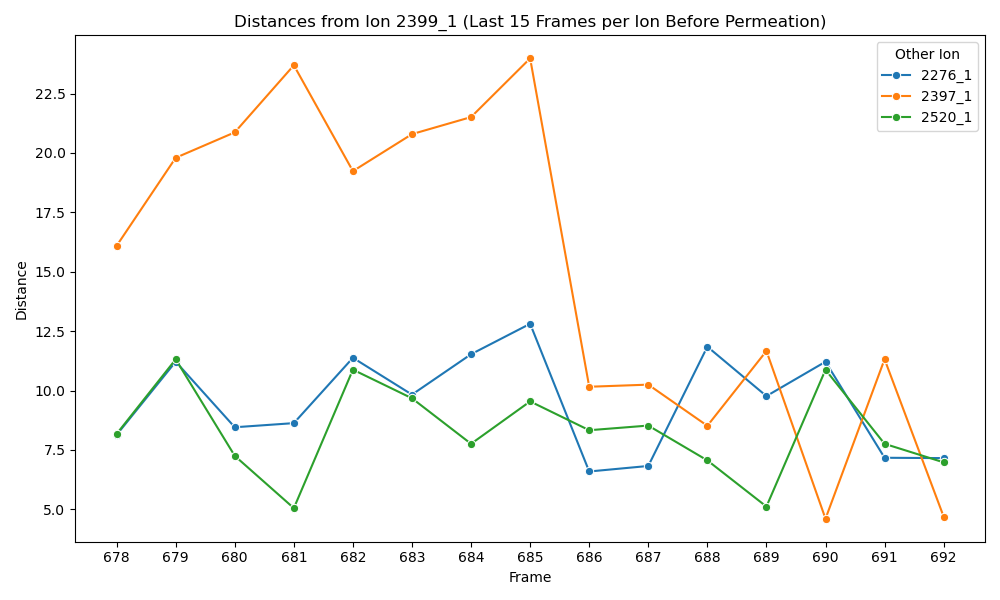 Distances from Ion 2399_1 (Last 15 Frames per Ion Before Permeation)
Other Ion
2276_1
2397_1
2520_1
22.5
20.0
17.5
15.0
12.5
10.0
7.5
5.0
Distance
678 679 680 681 682 683 684 685 686 687 688 689 690 691 692
Frame